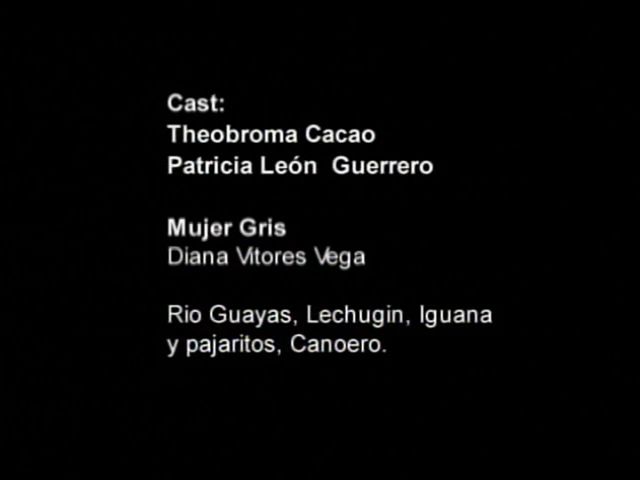 Cast:
Theobroma Cacao
Patricia León  Guerrero
Mujer Gris
Diana Vitores Vega
Rio Guayas, Lechugin, Iguana
y pajaritos, Canoero.